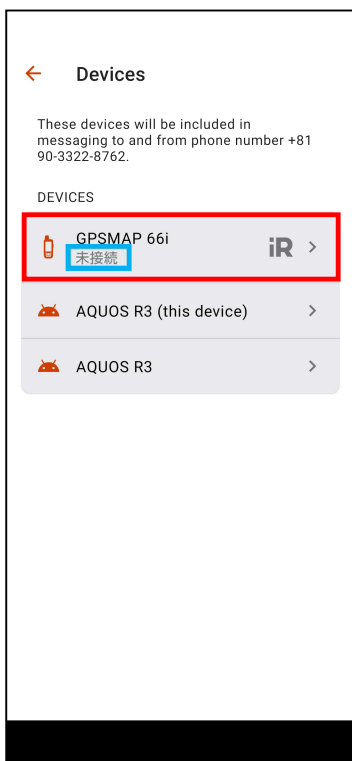 Devices
These devices will be included in
messaging to and from phone number +81
90-3322-8762.
DEVICES
GPSMAP 66i
iR
未接続
AQUOS R3 (this device)
AQUOS R3